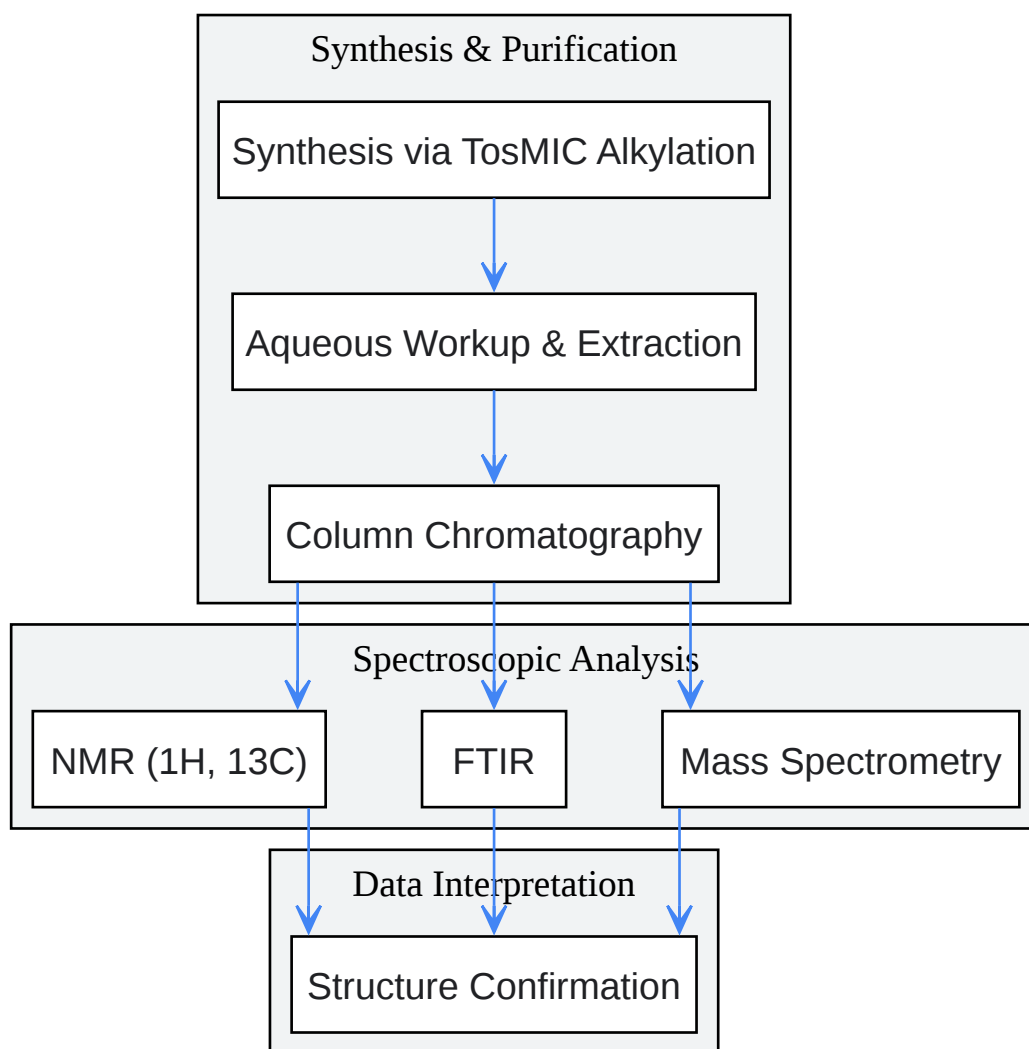 Synthesis & Purification
Synthesis via TosMIC Alkylation
Aqueous Workup & Extraction
Column Chromatography
Spectroscopic Analysis
NMR (1H, 13C)
FTIR
Mass Spectrometry
Data Interpretation
Structure Confirmation